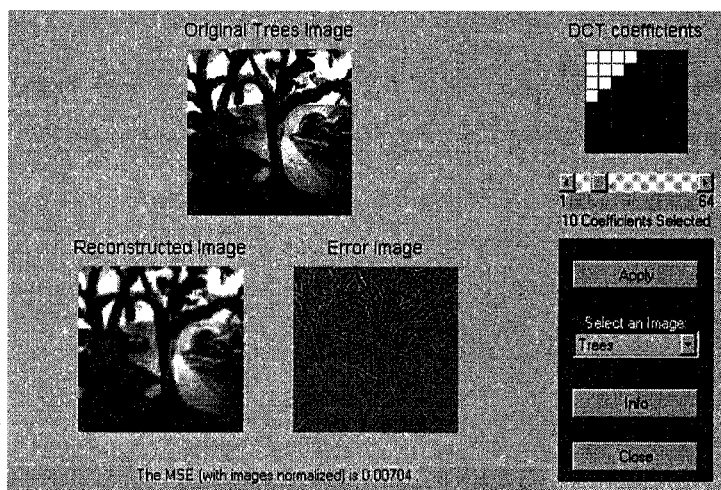 Original Trees Image
DCT coefficients
1
64
10 Coefficients Selected
Reconstructed Image
Error Image
Apply
Select an Image:
Trees
Info
Close
The MSE (with images normalized) is 0.00704